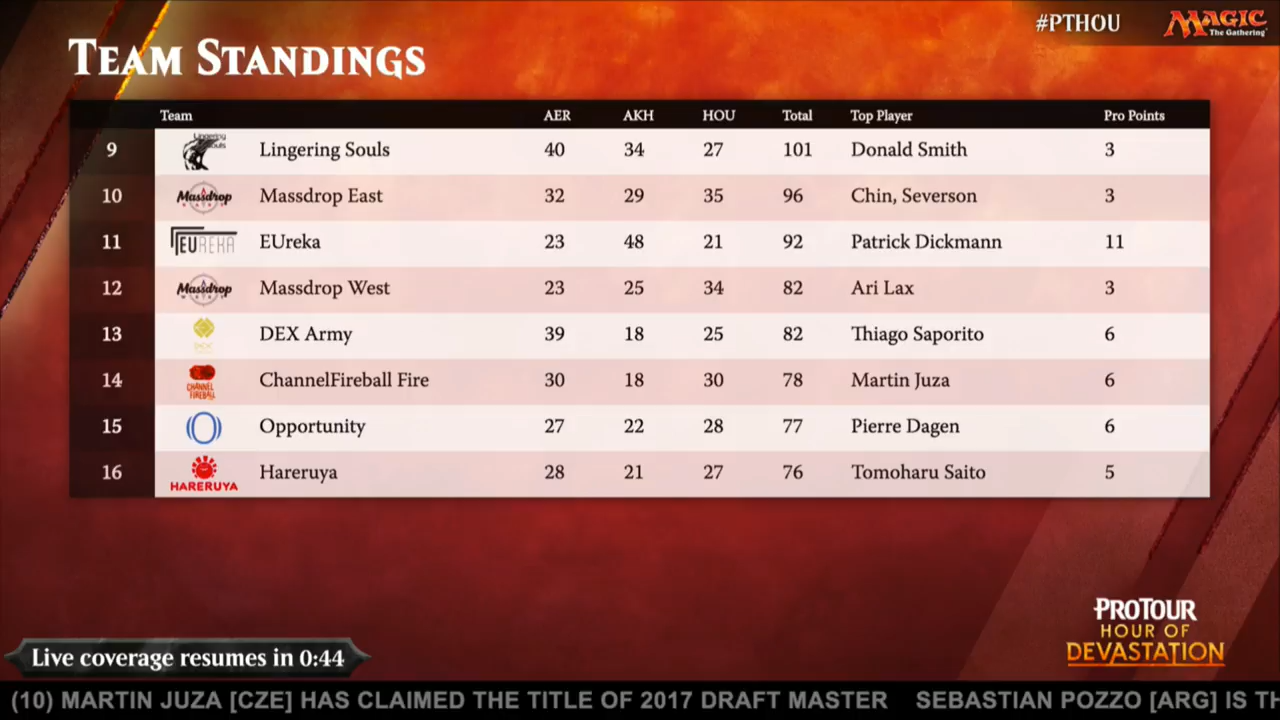 #PTHOU
MAGIC
The Gathering
TEAM STANDINGS
Team AER AKH HOU Total Top Player Pro Points
9 Lingering Souls Lingering Souls 40 34 27 101 Donald Smith 3
10 Massdrop Massdrop East 32 29 35 96 Chin, Severson 3
11 EUREKA EUreka 23 48 21 92 Patrick Dickmann 11
12 Massdrop Massdrop West 23 25 34 82 Ari Lax 3
13 DEX DEX Army 39 18 25 82 Thiago Saporito 6
14 CHANNEL FIREBALL ChannelFireball Fire 30 18 30 78 Martin Juza 6
15 Opportunity 27 22 28 77 Pierre Dagen 6
16 HARERUYA Hareruya 28 21 27 76 Tomoharu Saito 5
PROTOUR
HOUR OF
DEVASTATION
Live coverage resumes in 0:44
(10) MARTIN JUZA [CZE] HAS CLAIMED THE TITLE OF 2017 DRAFT MASTER SEBASTIAN POZZO [ARG] IS TH